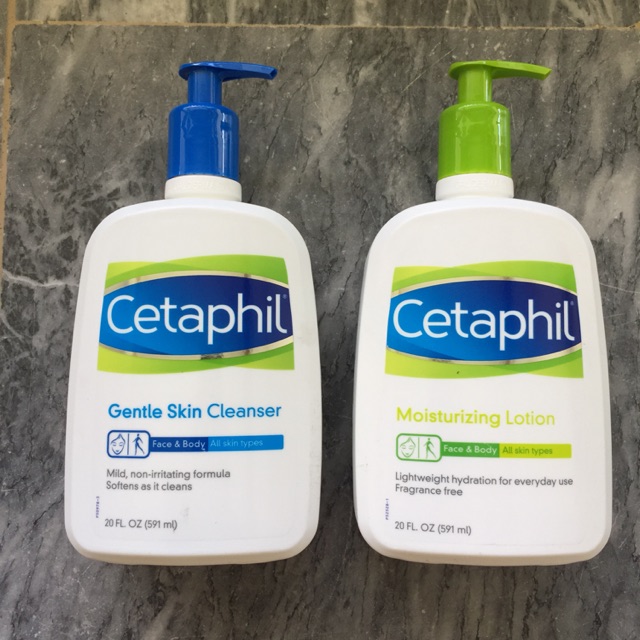 Cetaphil
Gentle Skin Cleanser
Face & Body All skin types
Mild, non-irritating formula
Softens as it cleans
20 FL. OZ (591 ml)
Cetaphil
Moisturizing Lotion
Face & Body All skin types
Lightweight hydration for everyday use
Fragrance free
20 FL. OZ (591 ml)